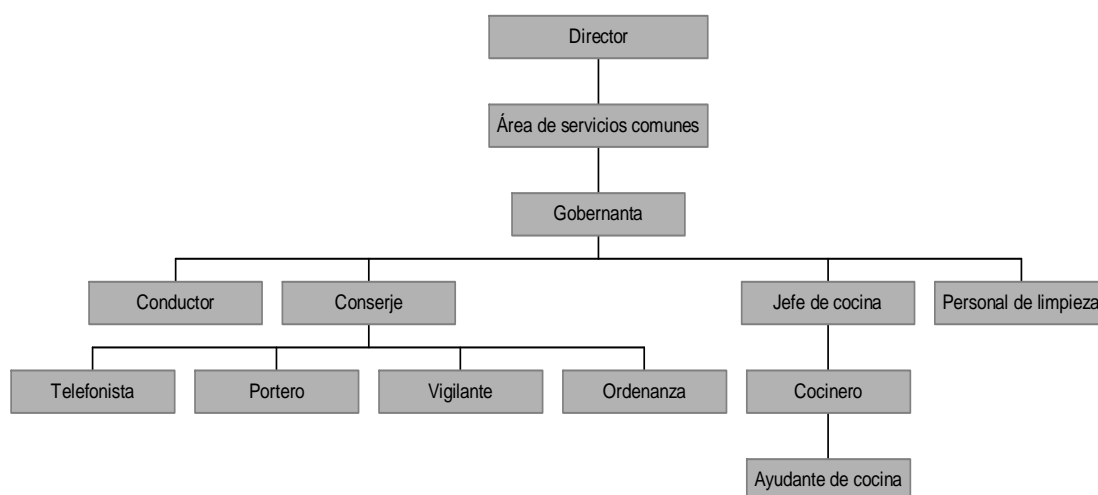 Director
Área de servicios comunes
Gobernanta
Conductor
Conserje
Jefe de cocina
Personal de limpieza
Telefonista
Portero
Vigilante
Ordenanza
Cocinero
Ayudante de cocina